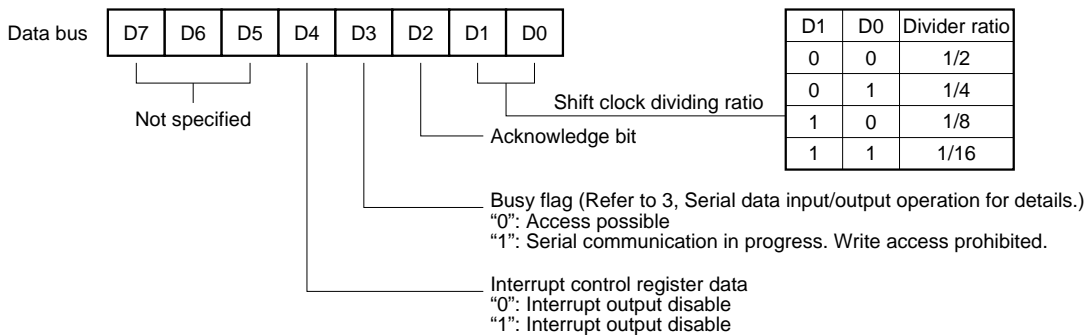 Data bus D7 D6 D5 D4 D3 D2 D1 D0
D1 D0 Divider ratio
0 0 1/2
0 1 1/4
1 0 1/8
1 1 1/16
Not specified
Shift clock dividing ratio
Acknowledge bit
Busy flag (Refer to 3, Serial data input/output operation for details.)
“0”: Access possible
“1”: Serial communication in progress. Write access prohibited.
Interrupt control register data
“0”: Interrupt output disable
“1”: Interrupt output disable